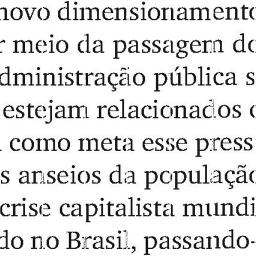 novo dimensionamento
r meio da passagem do
dministração pública s
estejam relacionados
como meta esse press
s anseios da população
crise capitalista mundi
do no Brasil, passando-